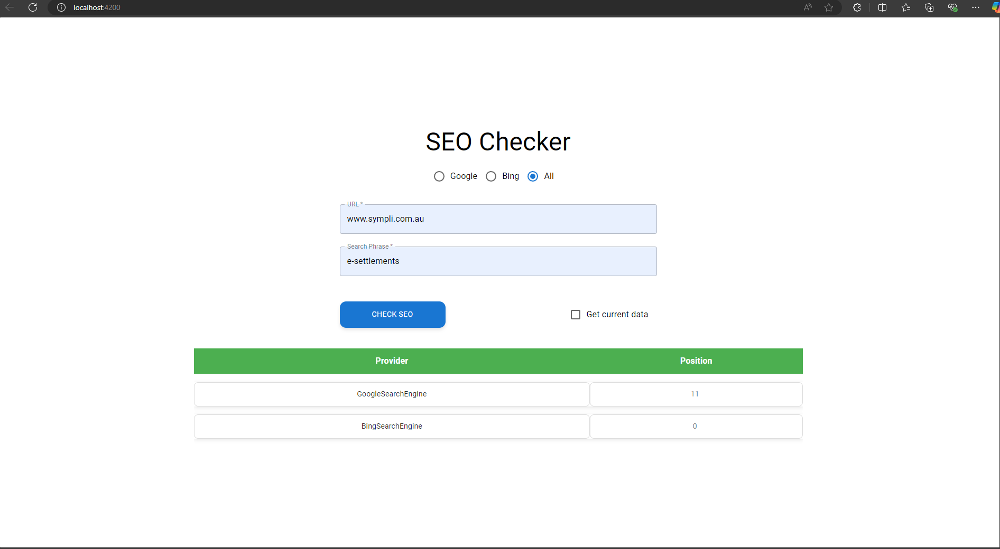 localhost:4200
SEO Checker
Google Bing All
URL *
www.sympli.com.au
Search Phrase *
e-settlements
CHECK SEO Get current data
Provider Position
GoogleSearchEngine 11
BingSearchEngine 0